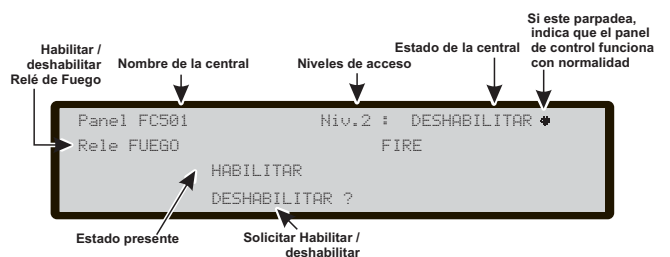 Si este parpadea,
indica que el panel
de control funciona
con normalidad
Habilitar /
deshabilitar
Relé de Fuego
Nombre de la central
Niveles de acceso
Estado de la central
Panel FC501 Niv.2 : DESHABILITAR
Rele FUEGO FIRE
HABILITAR
DESHABILITAR ?
Estado presente
Solicitar Habilitar /
deshabilitar